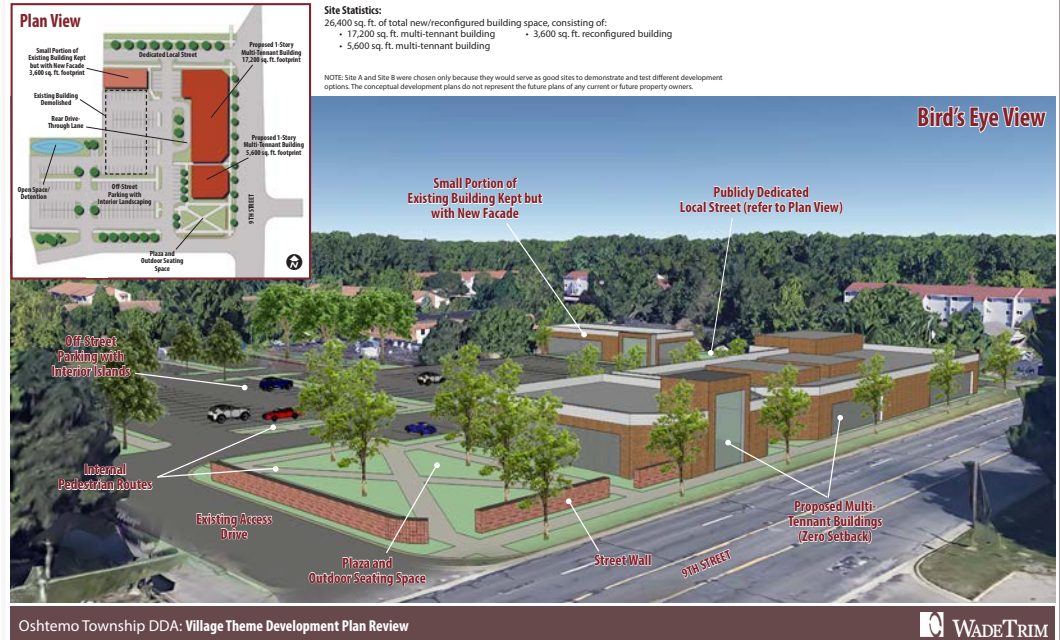 Plan View
Small Portion of
Existing Building Kept
but with New Facade
3,600 sq. ft. footprint
Dedicated Local Street
Proposed 1-Story
Multi-Tennant Building
17,200 sq. ft. footprint
Existing Building
Demolished
Rear Drive-
Through Lane
Proposed 1-Story
Multi-Tennant Building
5,600 sq. ft. footprint
Open Space/
Detention
Off-Street
Parking with
Interior Landscaping
9TH STREET
Plaza and
Outdoor Seating
Space
N
Site Statistics:
26,400 sq. ft. of total new/reconfigured building space, consisting of:
• 17,200 sq. ft. multi-tennant building • 3,600 sq. ft. reconfigured building
• 5,600 sq. ft. multi-tennant building
NOTE: Site A and Site B were chosen only because they would serve as good sites to demonstrate and test different development
options. The conceptual development plans do not represent the future plans of any current or future property owners.
Bird's Eye View
Small Portion of
Existing Building Kept but
with New Facade
Publicly Dedicated
Local Street (refer to Plan View)
Off-Street
Parking with
Interior Islands
Internal
Pedestrian Routes
Existing Access
Drive
Plaza and
Outdoor Seating Space
Street Wall
9TH STREET
Proposed Multi-
Tennant Buildings
(Zero Setback)
Oshtemo Township DDA: Village Theme Development Plan Review
WADETRIM